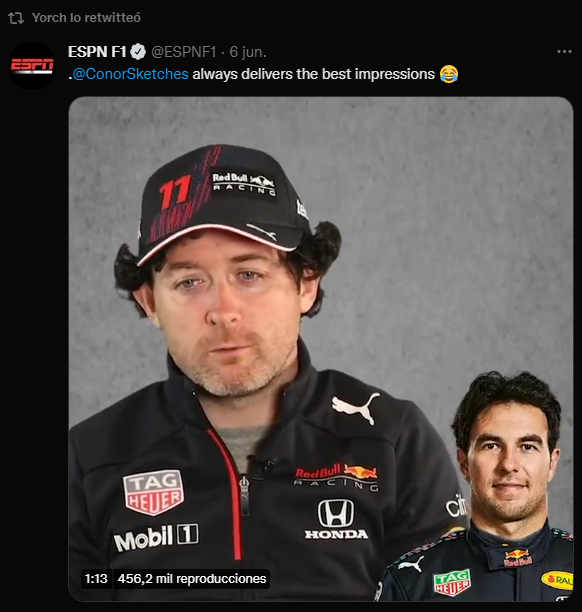 Yorch lo retwitteó
ESPN
ESPN F1 @ESPNF1 · 6 jun.
.@ConorSketches always delivers the best impressions 😂
11
Red Bull
RACING
TAG
HEUER
Red Bull
RACING
Mobil 1
HONDA
Red Bull
TAG
HEUER
1:13 456,2 mil reproducciones